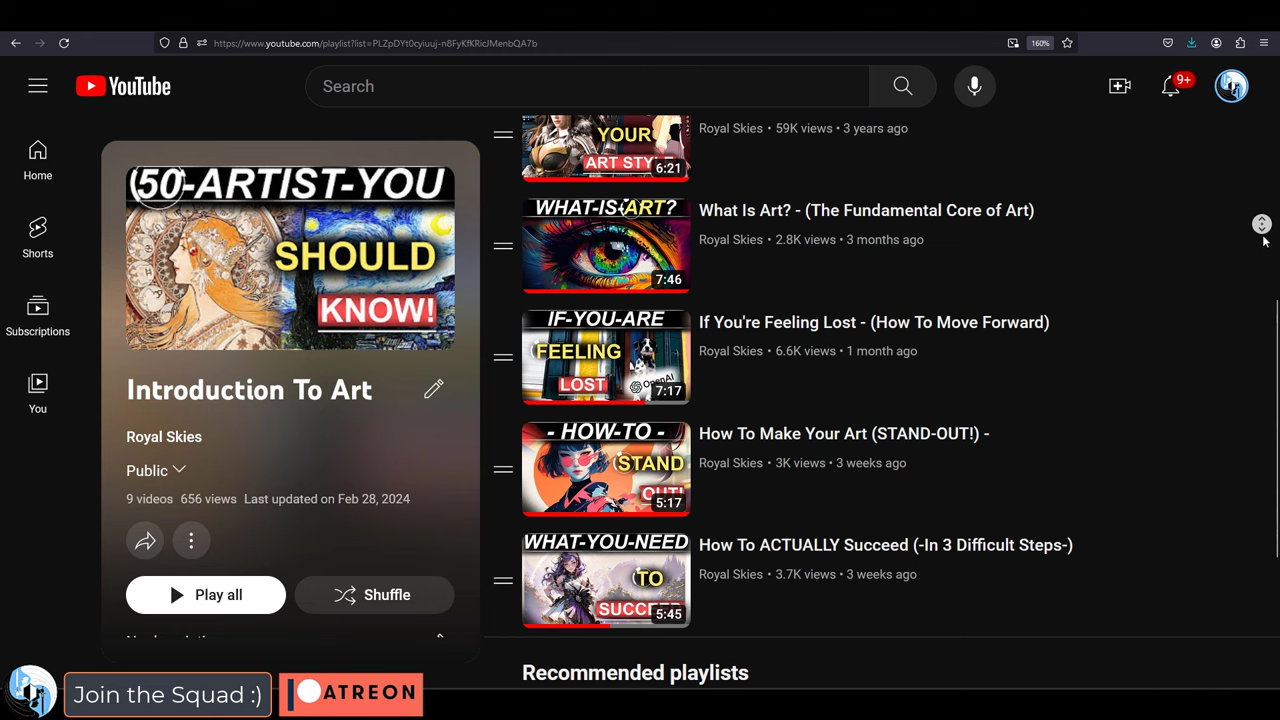 https://www.youtube.com/playlist?list=PLZpDYt0cyiuuj-n8FyKfKRicJMenbQA7b
160%
YouTube
Search
9+
Home
Shorts
Subscriptions
You
(50-ARTIST-YOU
SHOULD
KNOW!
Introduction To Art
Royal Skies
Public
9 videos 656 views Last updated on Feb 28, 2024
Play all
Shuffle
YOUR
ART STYL
6:21
Royal Skies • 59K views • 3 years ago
WHAT-IS-ART?
7:46
What Is Art? - (The Fundamental Core of Art)
Royal Skies • 2.8K views • 3 months ago
IF-YOU-ARE
(FEELING
LOST
OpenAI
7:17
If You're Feeling Lost - (How To Move Forward)
Royal Skies • 6.6K views • 1 month ago
- HOW-TO -
(STAND
OUT!
5:17
How To Make Your Art (STAND-OUT!) -
Royal Skies • 3K views • 3 weeks ago
WHAT-YOU-NEED
(TO
SUCCEED
5:45
How To ACTUALLY Succeed (-In 3 Difficult Steps-)
Royal Skies • 3.7K views • 3 weeks ago
Recommended playlists
Join the Squad :)
PATREON